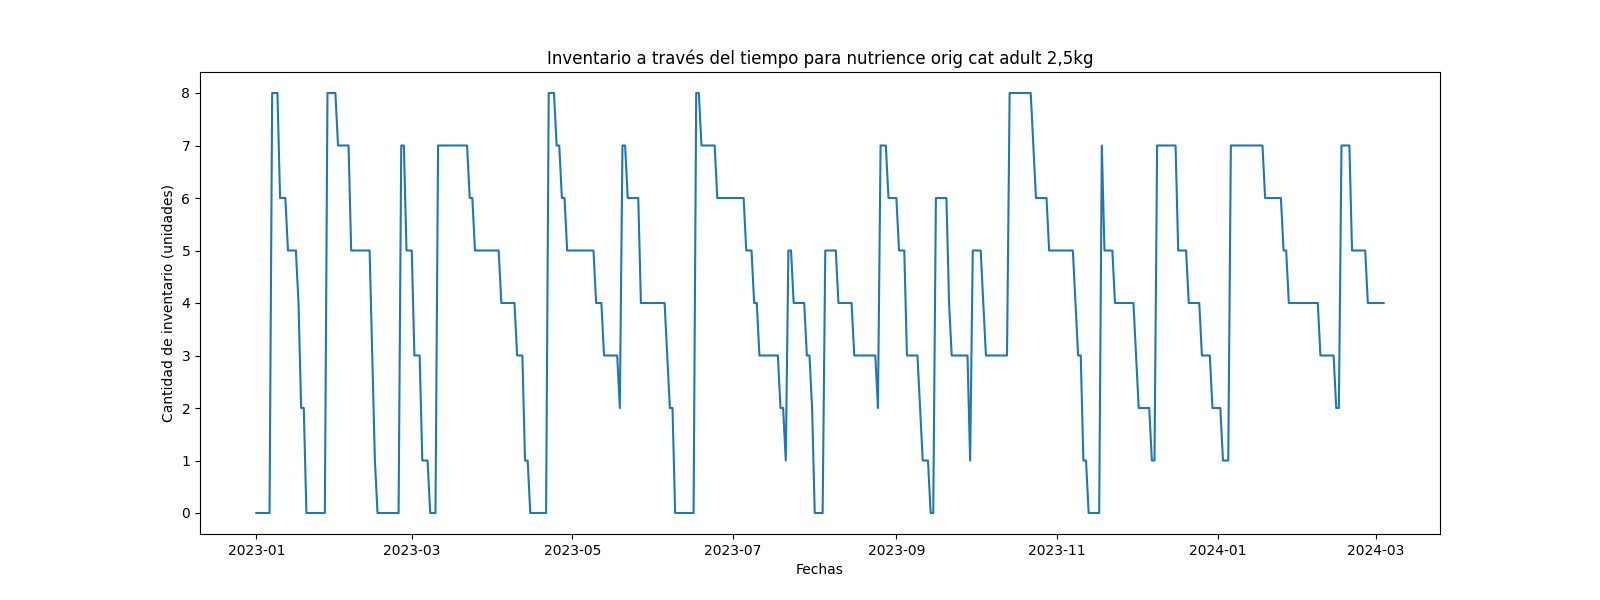 Inventario a través del tiempo para nutrience orig cat adult 2,5kg
Cantidad de inventario (unidades)
8
7
6
5
4
3
2
1
0
2023-01 2023-03 2023-05 2023-07 2023-09 2023-11 2024-01 2024-03
Fechas